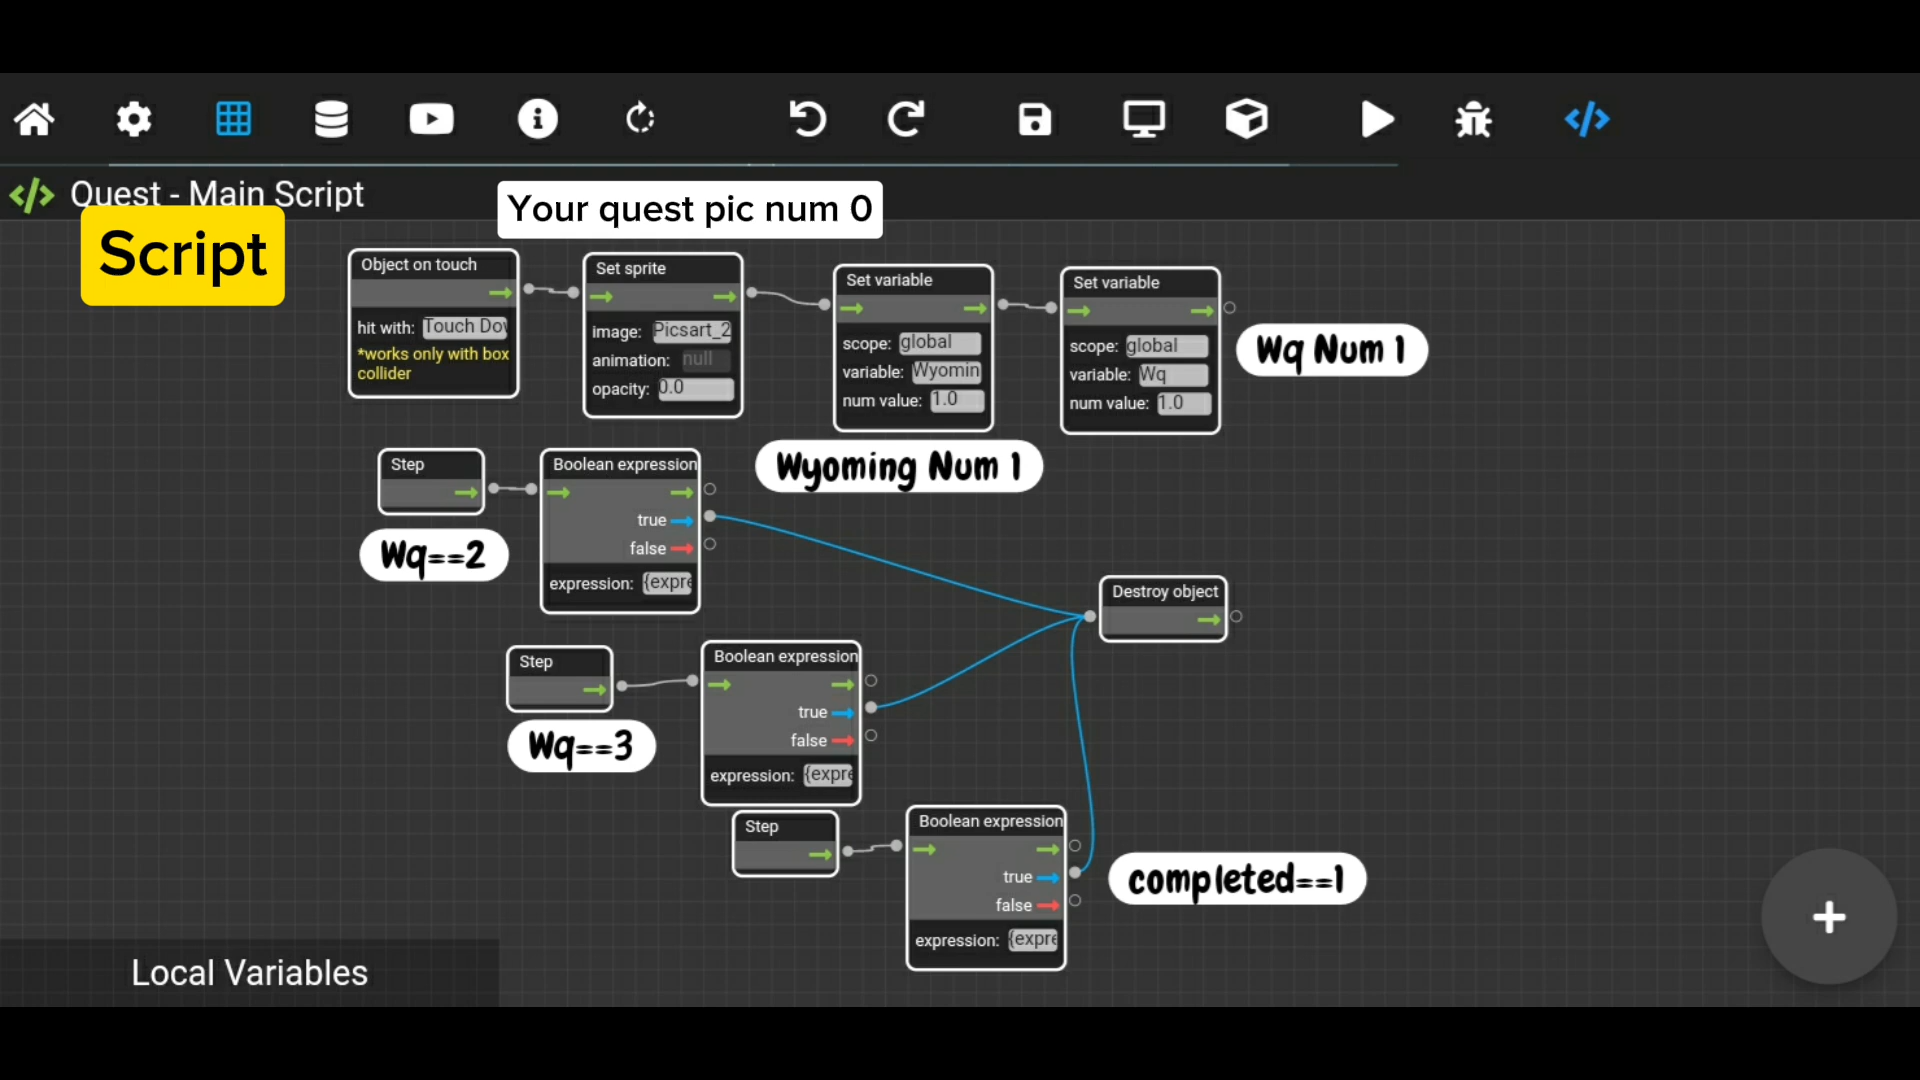 Quest - Main Script
Script
Your quest pic num 0
Object on touch
hit with: Touch Dov
*works only with box
collider
Set sprite
image: Picsart_2
animation: null
opacity: 0.0
Set variable
scope: global
variable: Wyomin
num value: 1.0
Set variable
scope: global
variable: Wq
num value: 1.0
Wq Num 1
Wyoming Num 1
Step
Wq==2
Boolean expression
true
false
expression: {expre
Destroy object
Step
Wq==3
Boolean expression
true
false
expression: {expre
Step
Boolean expression
true
false
expression: {expre
completed==1
Local Variables